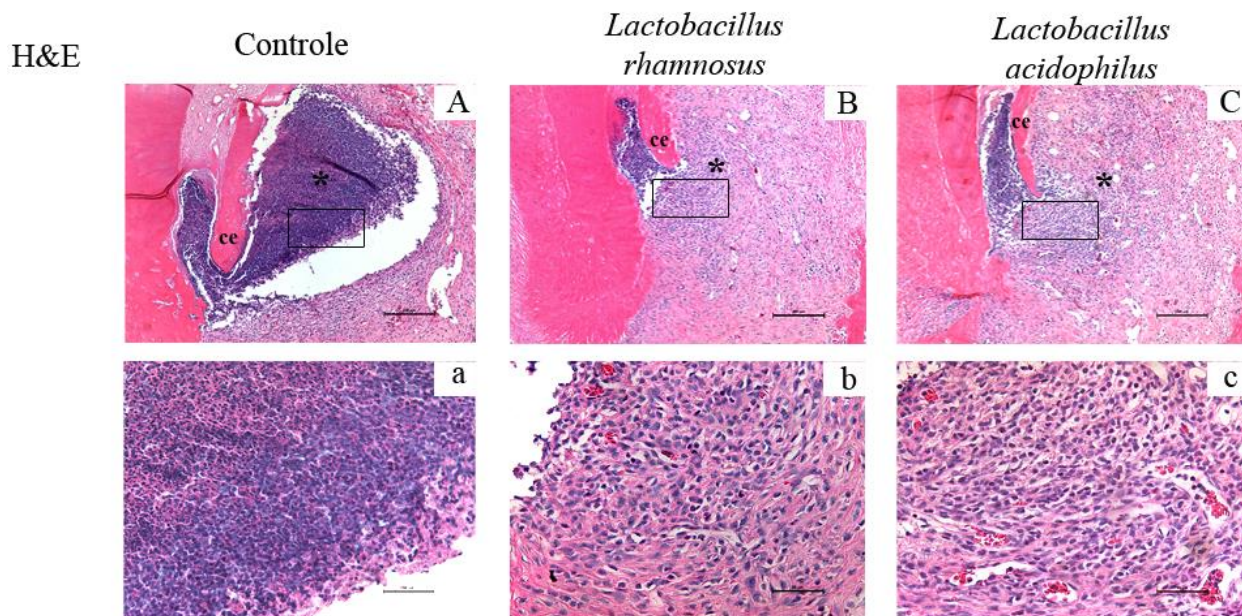 H&E
Controle
Lactobacillus
rhamnosus
Lactobacillus
acidophilus
A
ce
*
B
ce
*
C
ce
*
a
b
c